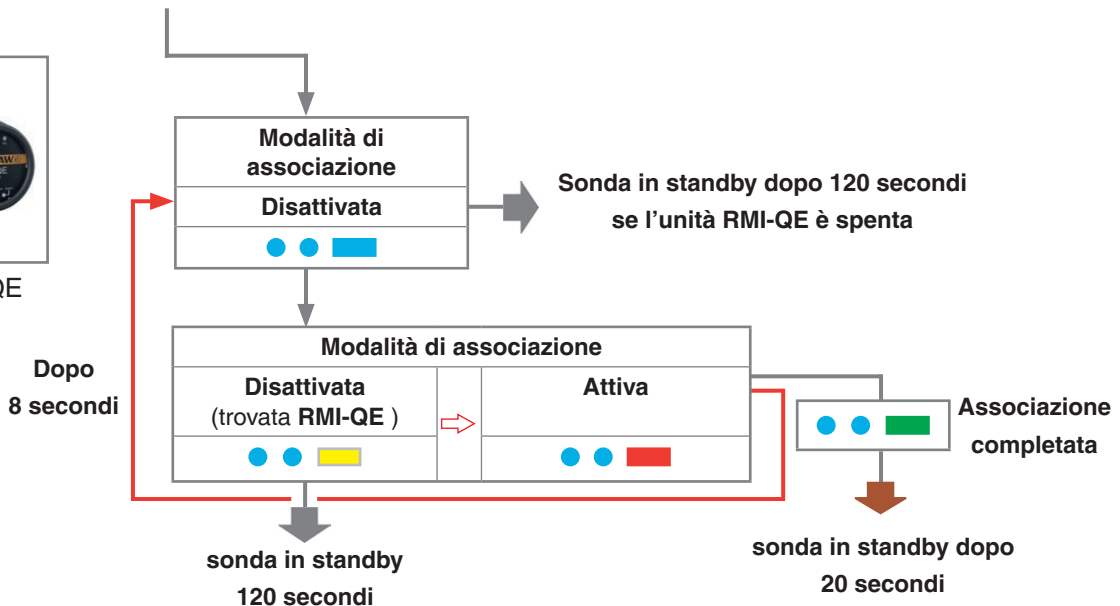 Modalità di
associazione
Disattivata
Sonda in standby dopo 120 secondi
se l'unità RMI-QE è spenta
QE
Modalità di associazione
Dopo
8 secondi
Disattivata
(trovata RMI-QE )
Attiva
Associazione
completata
sonda in standby
120 secondi
sonda in standby dopo
20 secondi